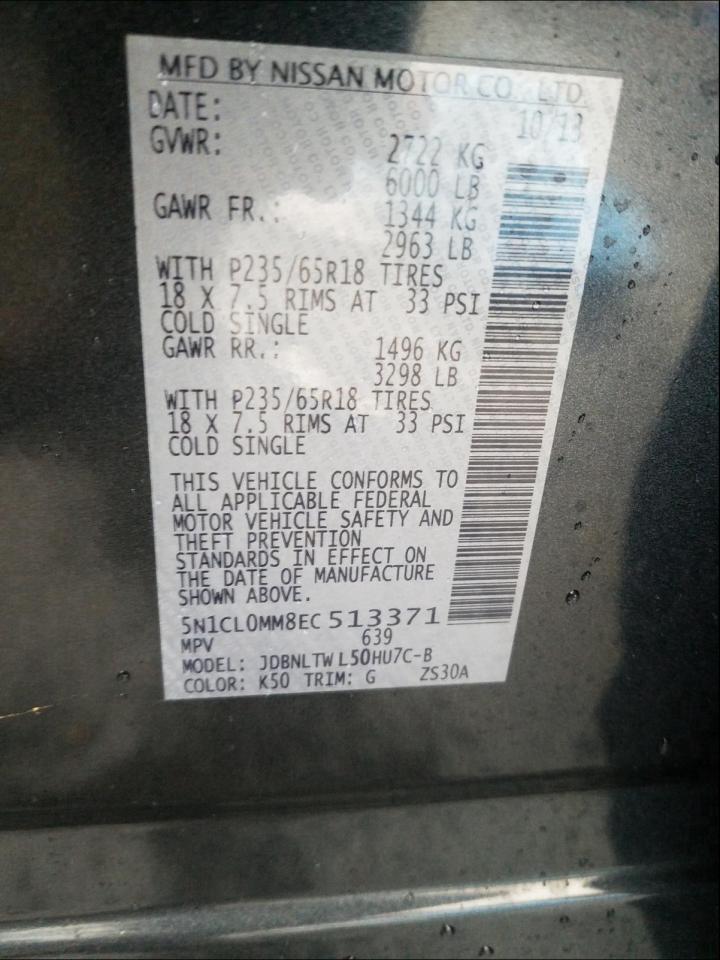 MFD BY NISSAN MOTOR CO., LTD.
DATE: 10/13
GVWR: 2722 KG
6000 LB
GAWR FR.: 1344 KG
2963 LB
WITH P235/65R18 TIRES
18 X 7.5 RIMS AT 33 PSI
COLD SINGLE
GAWR RR.: 1496 KG
3298 LB
WITH P235/65R18 TIRES
18 X 7.5 RIMS AT 33 PSI
COLD SINGLE
THIS VEHICLE CONFORMS TO
ALL APPLICABLE FEDERAL
MOTOR VEHICLE SAFETY AND
THEFT PREVENTION
STANDARDS IN EFFECT ON
THE DATE OF MANUFACTURE
SHOWN ABOVE.
5N1CL0MM8EC 513371
MPV 639
MODEL: JDBNLTW L50HU7C-B
COLOR: K50 TRIM: G ZS30A